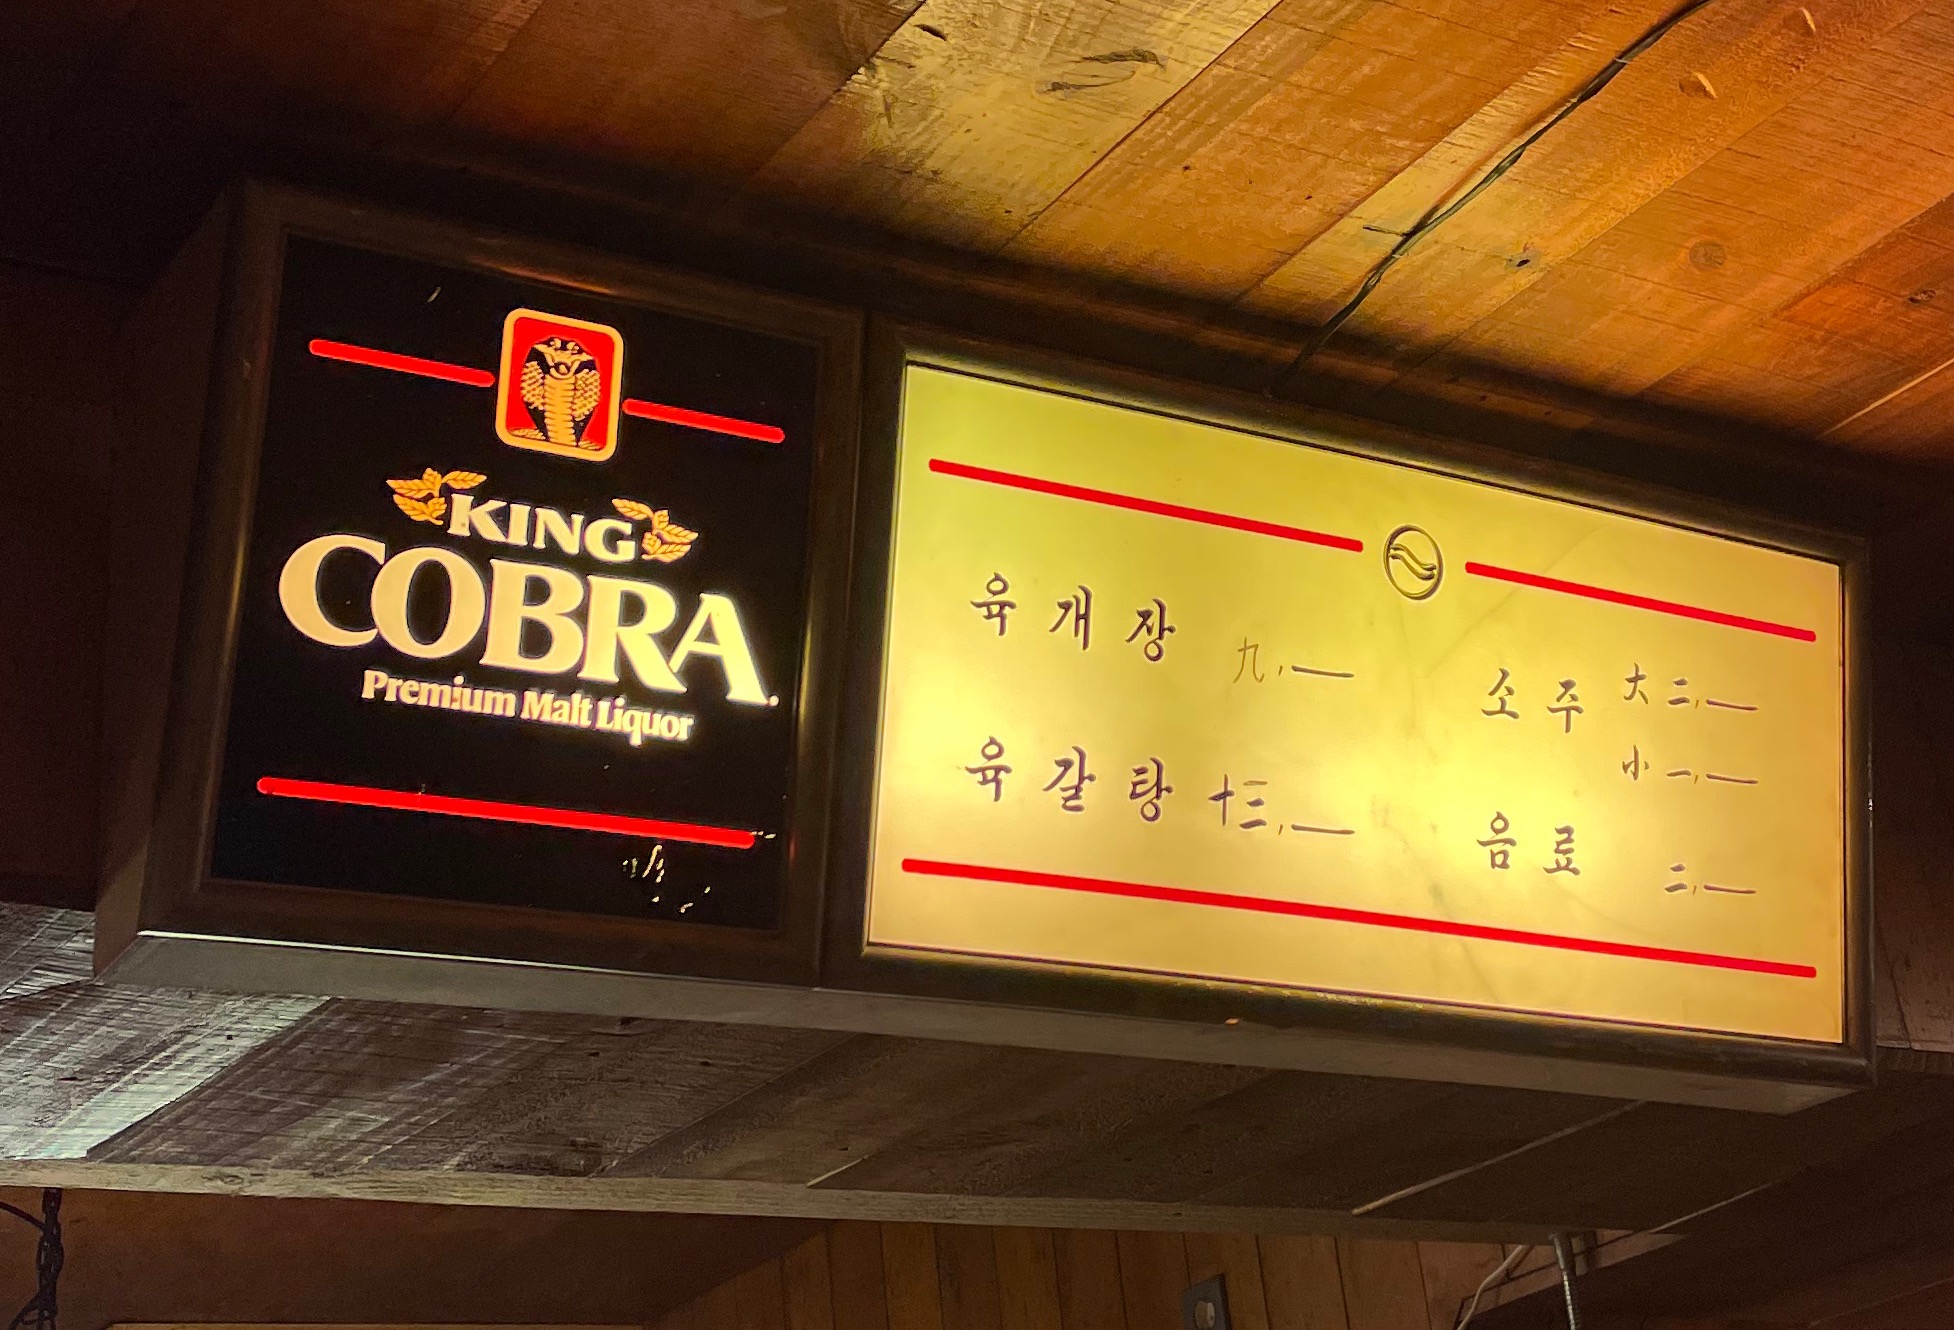 KING
COBRA
Premium Malt Liquor
육개장 九,—
육갈탕 十三,—
소주 大 二,—
小 一,—
음료 二,—